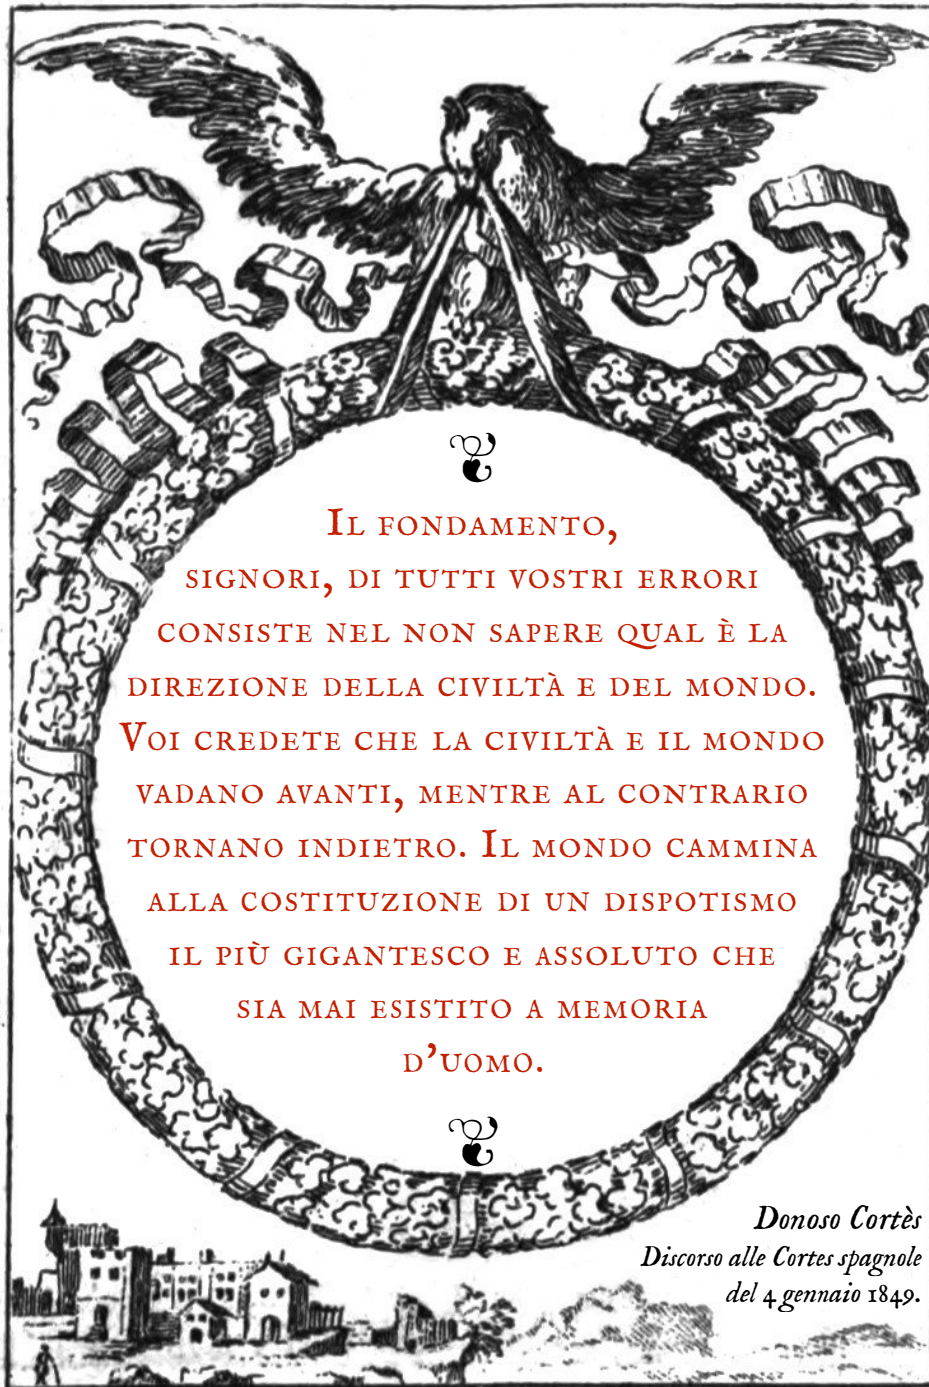 Il fondamento,
signori, di tutti vostri errori
consiste nel non sapere qual è la
direzione della civiltà e del mondo.
Voi credete che la civiltà e il mondo
vadano avanti, mentre al contrario
tornano indietro. Il mondo cammina
alla costituzione di un dispotismo
il più gigantesco e assoluto che
sia mai esistito a memoria
d’uomo.
Donoso Cortès
Discorso alle Cortes spagnole
del 4 gennaio 1849.